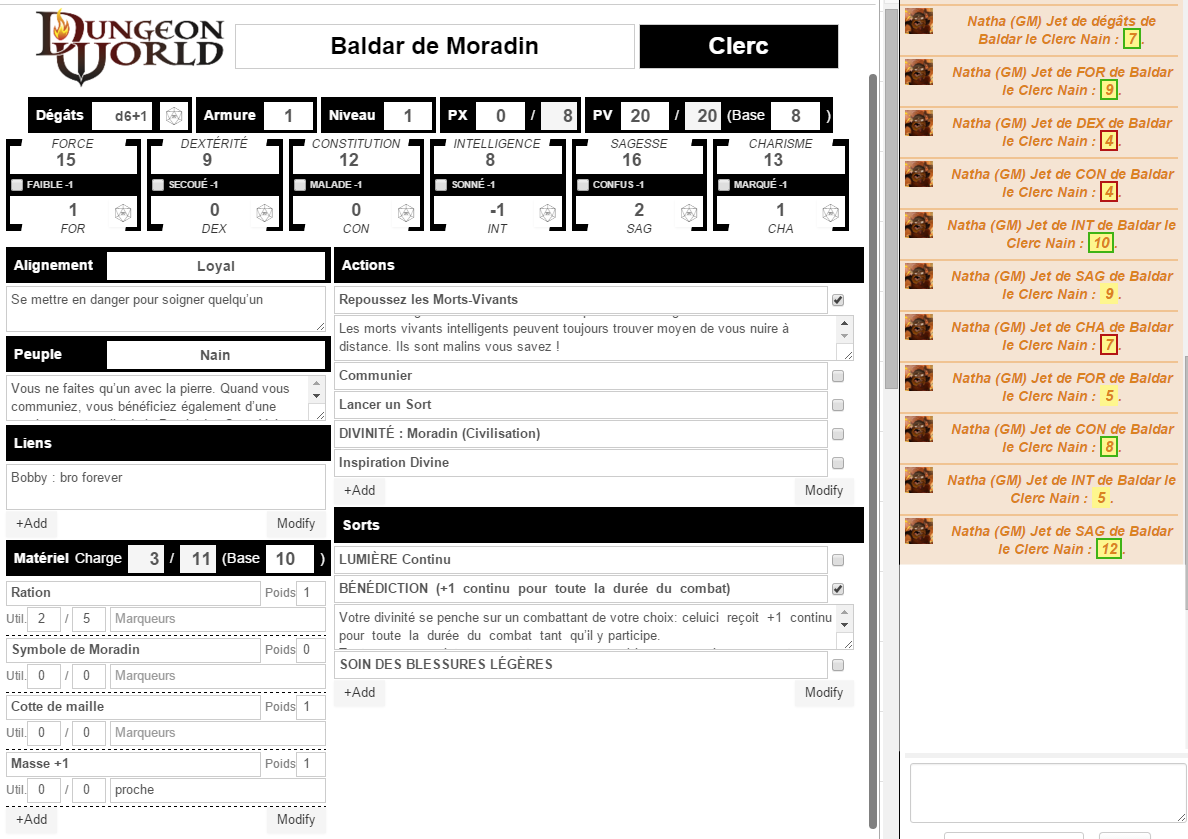 DUNGEON WORLD
Baldar de Moradin
Clerc
Dégâts d6+1 Armure 1 Niveau 1 PX 0 / 8 PV 20 / 20 (Base 8 )
FORCE DEXTÉRITÉ CONSTITUTION INTELLIGENCE SAGESSE CHARISME
15 9 12 8 16 13
FAIBLE -1 SECOUÉ -1 MALADE -1 SONNÉ -1 CONFUS -1 MARQUÉ -1
1 0 0 -1 2 1
FOR DEX CON INT SAG CHA
Alignement Loyal
Se mettre en danger pour soigner quelqu'un
Peuple Nain
Vous ne faites qu'un avec la pierre. Quand vous
communiez, vous bénéficiez également d'une
Liens
Bobby : bro forever
+Add Modify
Matériel Charge 3 / 11 (Base 10 )
Ration Poids 1
Util. 2 / 5 Marqueurs
Symbole de Moradin Poids 0
Util. 0 / 0 Marqueurs
Cotte de maille Poids 1
Util. 0 / 0 Marqueurs
Masse +1 Poids 1
Util. 0 / 0 proche
+Add Modify
Actions
Repoussez les Morts-Vivants
Les morts vivants intelligents peuvent toujours trouver moyen de vous nuire à
distance. Ils sont malins vous savez !
Communier
Lancer un Sort
DIVINITÉ : Moradin (Civilisation)
Inspiration Divine
+Add Modify
Sorts
LUMIÈRE Continu
BÉNÉDICTION (+1 continu pour toute la durée du combat)
Votre divinité se penche sur un combattant de votre choix: celuici reçoit +1 continu
pour toute la durée du combat tant qu'il y participe.
SOIN DES BLESSURES LÉGÈRES
+Add Modify
Natha (GM) Jet de dégâts de
Baldar le Clerc Nain : 7 .
Natha (GM) Jet de FOR de Baldar
le Clerc Nain : 9 .
Natha (GM) Jet de DEX de Baldar
le Clerc Nain : 4 .
Natha (GM) Jet de CON de Baldar
le Clerc Nain : 4 .
Natha (GM) Jet de INT de Baldar le
Clerc Nain : 10 .
Natha (GM) Jet de SAG de Baldar
le Clerc Nain : 9 .
Natha (GM) Jet de CHA de Baldar
le Clerc Nain : 7 .
Natha (GM) Jet de FOR de Baldar
le Clerc Nain : 5 .
Natha (GM) Jet de CON de Baldar
le Clerc Nain : 8 .
Natha (GM) Jet de INT de Baldar le
Clerc Nain : 5 .
Natha (GM) Jet de SAG de Baldar
le Clerc Nain : 12 .